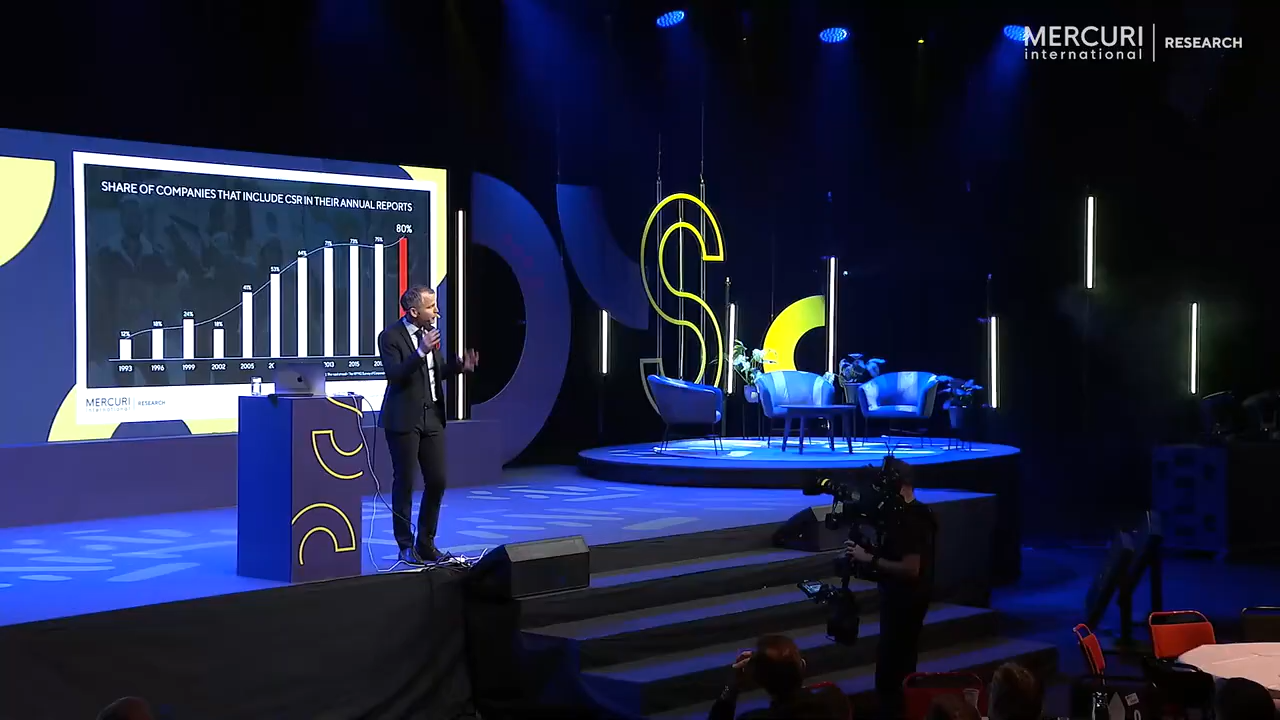 MERCURI
international
RESEARCH
SHARE OF COMPANIES THAT INCLUDE CSR IN THEIR ANNUAL REPORTS
12% 18% 24% 18% 41% 53% 64% 71% 73% 75% 80%
1993 1996 1999 2002 2005 2013 2015
MERCURI
international
RESEARCH
S